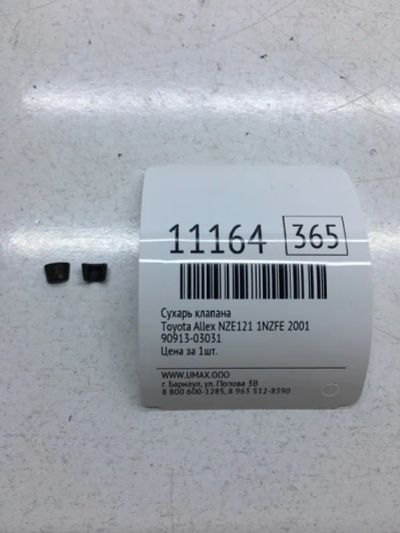 11164 365
Сухарь клапана
Toyota Allex NZE121 1NZFE 2001
90913-03031
Цена за 1шт.
WWW.UMAX.OOO
г. Барнаул, ул. Попова 3В
8 800 600-1285, 8 963 512-8390